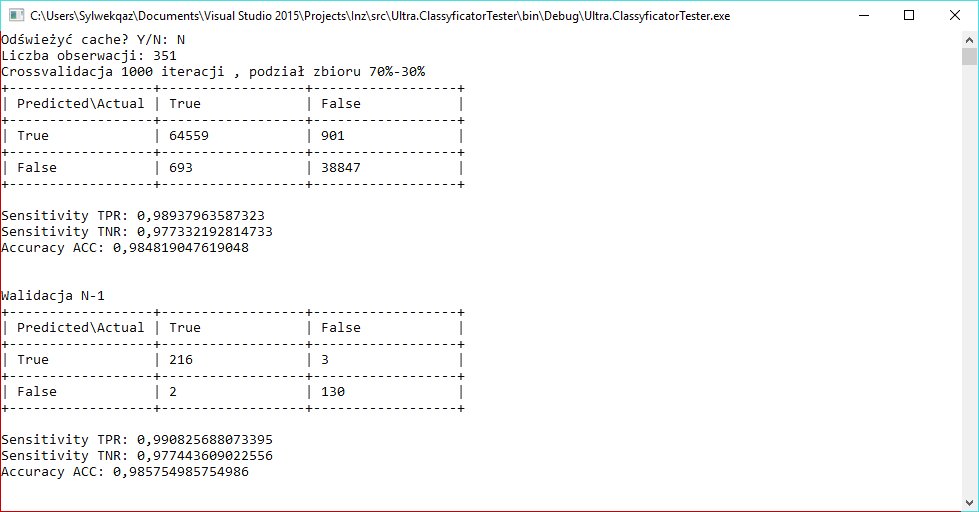 C:\Users\Sylwekqaz\Documents\Visual Studio 2015\Projects\Inz\src\Ultra.ClassyficatorTester\bin\Debug\Ultra.ClassyficatorTester.exe
Odświeżyć cache? Y/N: N
Liczba obserwacji: 351
Crossvalidacja 1000 iteracji , podział zbioru 70%-30%
+------------------+------------------+-----------------+
| Predicted\Actual | True             | False           |
+------------------+------------------+-----------------+
| True             | 64559            | 901             |
+------------------+------------------+-----------------+
| False            | 693              | 38847           |
+------------------+------------------+-----------------+
Sensitivity TPR: 0,98937963587323
Sensitivity TNR: 0,977332192814733
Accuracy ACC: 0,984819047619048
Walidacja N-1
+------------------+------------------+-----------------+
| Predicted\Actual | True             | False           |
+------------------+------------------+-----------------+
| True             | 216              | 3               |
+------------------+------------------+-----------------+
| False            | 2                | 130             |
+------------------+------------------+-----------------+
Sensitivity TPR: 0,990825688073395
Sensitivity TNR: 0,977443609022556
Accuracy ACC: 0,985754985754986